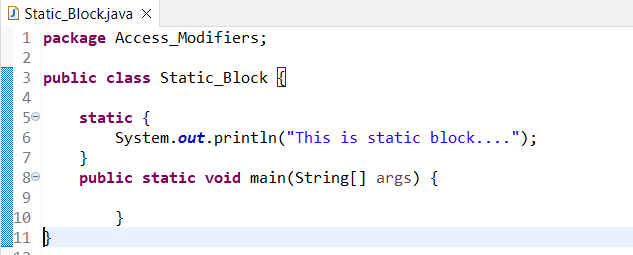 Static_Block.java
1 package Access_Modifiers;
2
3 public class Static_Block {
4
5 static {
6 System.out.println("This is static block....");
7 }
8 public static void main(String[] args) {
9
10 }
11 }
12